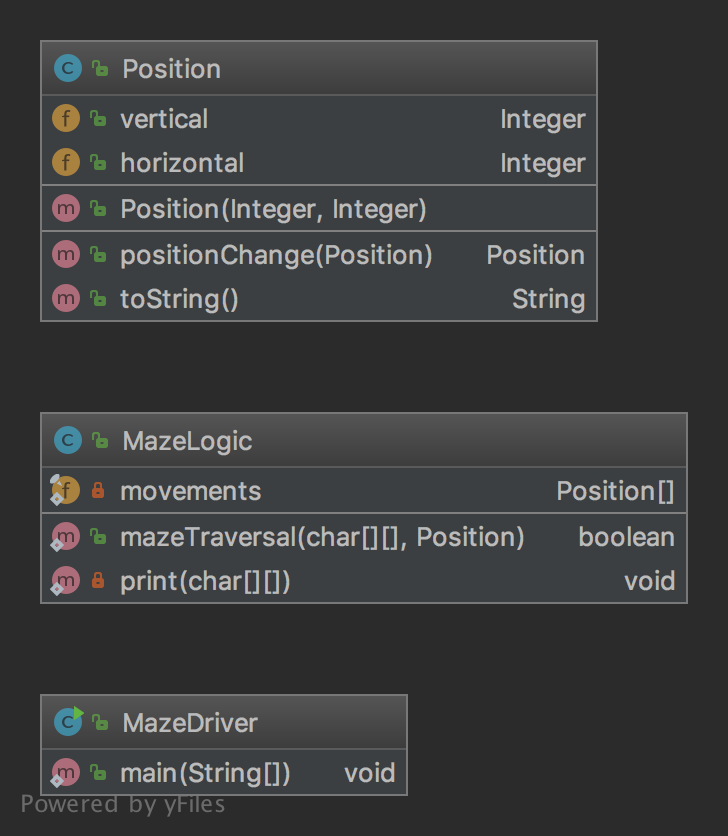 Position
vertical Integer
horizontal Integer
Position(Integer, Integer)
positionChange(Position) Position
toString() String
MazeLogic
movements Position[]
mazeTraversal(char[][], Position) boolean
print(char[][]) void
MazeDriver
main(String[]) void
Powered by yFiles